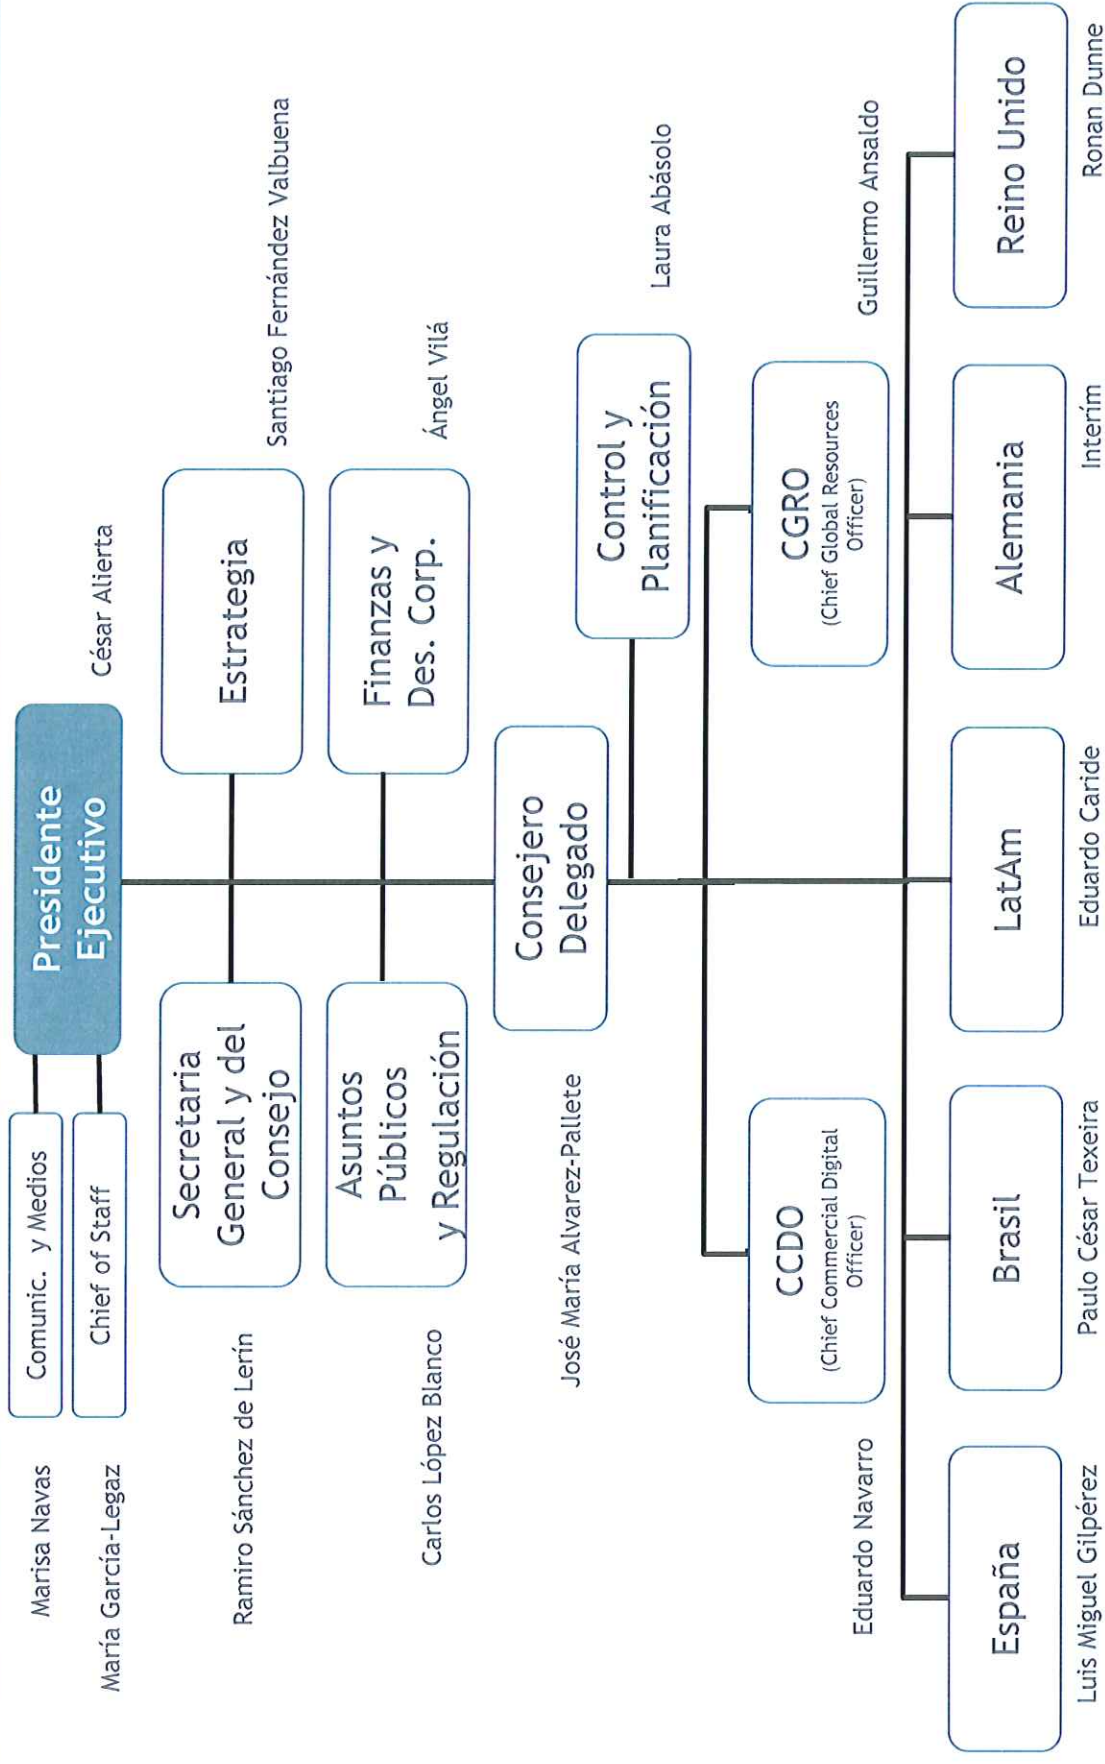 Presidente
Ejecutivo
César Alierta
Marisa Navas
Comunic. y Medios
María García-Legaz
Chief of Staff
Ramiro Sánchez de Lerín
Secretaria
General y del
Consejo
Estrategia
Santiago Fernández Valbuena
Carlos López Blanco
Asuntos
Públicos
y Regulación
Finanzas y
Des. Corp.
Ángel Vilá
José María Alvarez-Pallete
Consejero
Delegado
Control y
Planificación
Laura Abásolo
Eduardo Navarro
CCDO
(Chief Commercial Digital
Officer)
CGRO
(Chief Global Resources
Officer)
Guillermo Ansaldo
España
Luis Miguel Gilpérez
Brasil
Paulo César Texeira
LatAm
Eduardo Caride
Alemania
Interim
Reino Unido
Ronan Dunne